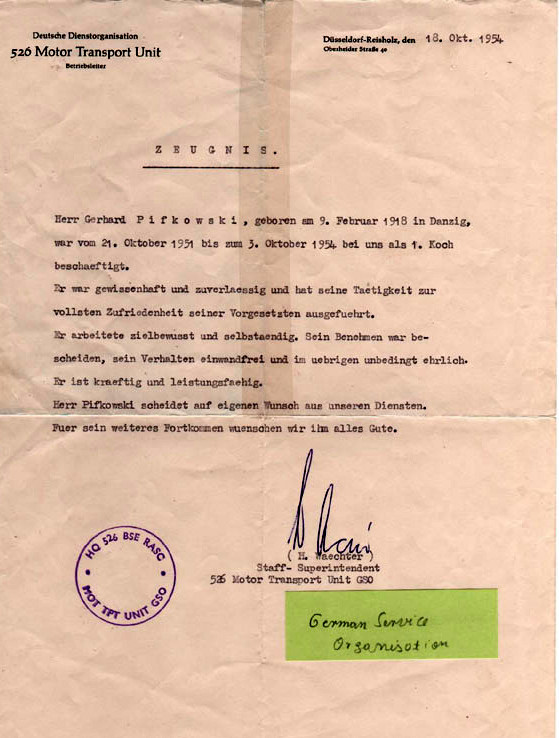 Deutsche Dienstorganisation
526 Motor Transport Unit
Betriebsleiter
Düsseldorf-Reisholz, den 18. Okt. 1954
Oberheider Straße 40
Z E U G N I S .
Herr Gerhard P i f k o w s k i , geboren am 9. Februar 1918 in Danzig,
war vom 21. Oktober 1951 bis zum 3. Oktober 1954 bei uns als 1. Koch
beschaeftigt.
Er war gewissenhaft und zuverlaessig und hat seine Taetigkeit zur
vollsten Zufriedenheit seiner Vorgesetzten ausgefuehrt.
Er arbeitete zielbewusst und selbstaendig. Sein Benehmen war be-
scheiden, sein Verhalten einwandfrei und im uebrigen unbedingt ehrlich.
Er ist kraeftig und leistungsfaehig.
Herr Pifkowski scheidet auf eigenen Wunsch aus unseren Diensten.
Fuer sein weiteres Fortkommen wuenschen wir ihm alles Gute.
( H. Waechter )
Staff- Superintendent
526 Motor Transport Unit GSO
HQ 526 BSE RASC
MOT TPT UNIT GSO
German Service
Organisation